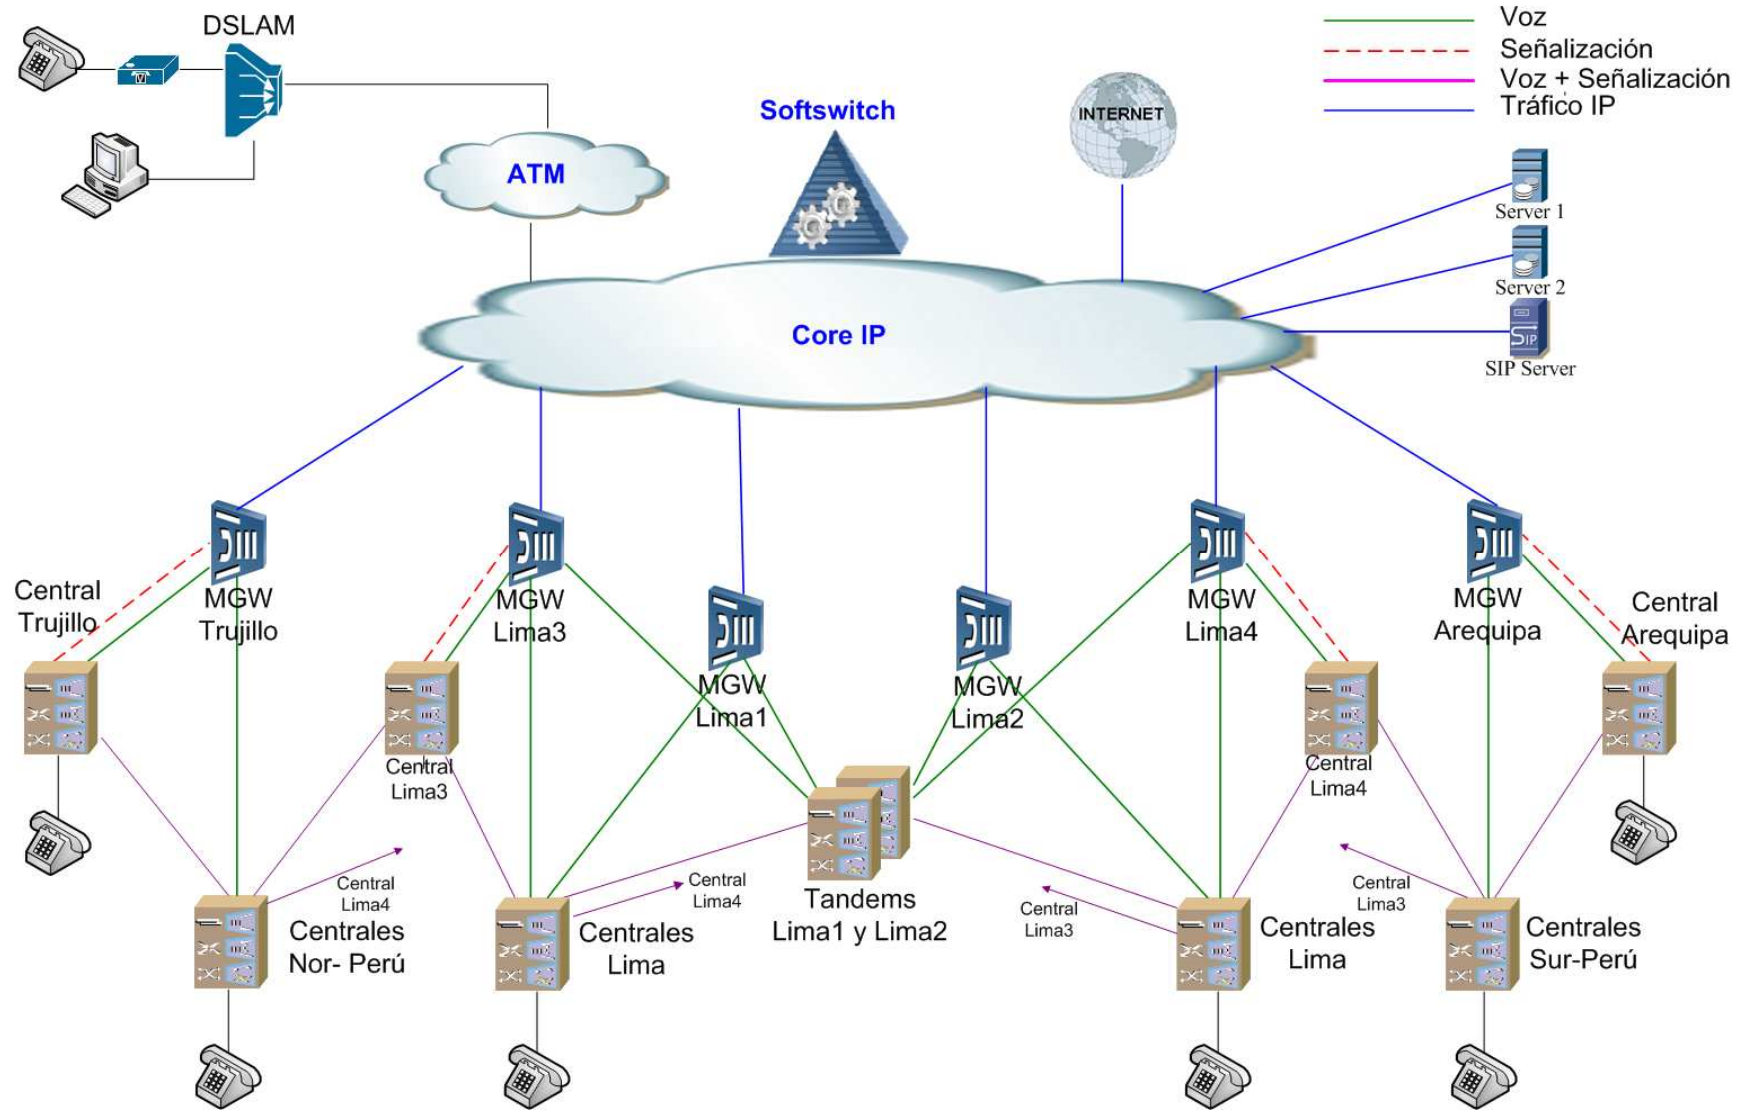 DSLAM
Voz
Señalización
Voz + Señalización
Tráfico IP
Softswitch
INTERNET
ATM
Server 1
Server 2
SIP
SIP Server
Core IP
Central
Trujillo
MGW
Trujillo
MGW
Lima3
MGW
Lima1
MGW
Lima2
MGW
Lima4
MGW
Arequipa
Central
Arequipa
Central
Lima3
Central
Lima4
Central
Lima4
Central
Lima4
Central
Lima3
Central
Lima3
Tandems
Lima1 y Lima2
Centrales
Nor- Perú
Centrales
Lima
Centrales
Lima
Centrales
Sur-Perú